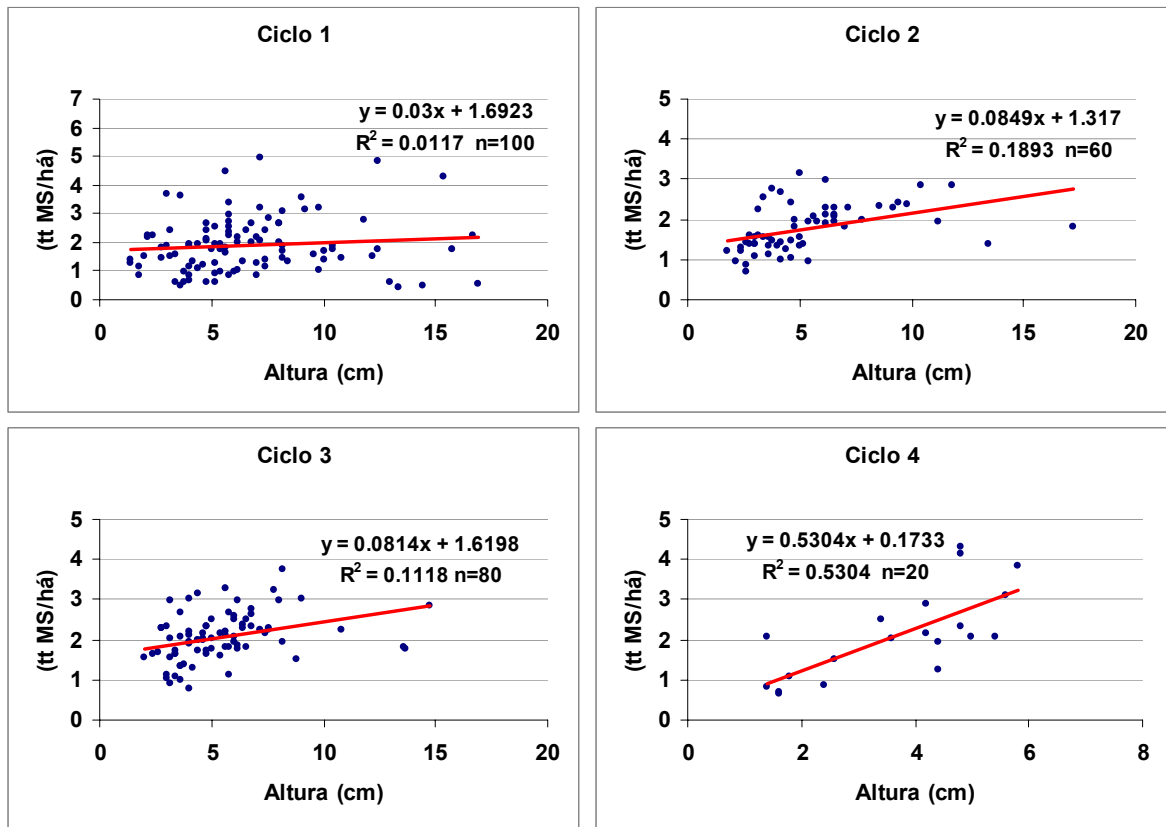 Ciclo 1
(tt MS/há)
7
6
5
4
3
2
1
0
y = 0.03x + 1.6923
R² = 0.0117 n=100
0 5 10 15 20
Altura (cm)
Ciclo 2
(tt MS/há)
5
4
3
2
1
0
y = 0.0849x + 1.317
R² = 0.1893 n=60
0 5 10 15 20
Altura (cm)
Ciclo 3
(tt MS/há)
5
4
3
2
1
0
y = 0.0814x + 1.6198
R² = 0.1118 n=80
0 5 10 15 20
Altura (cm)
Ciclo 4
(tt MS/há)
5
4
3
2
1
0
y = 0.5304x + 0.1733
R² = 0.5304 n=20
0 2 4 6 8
Altura (cm)